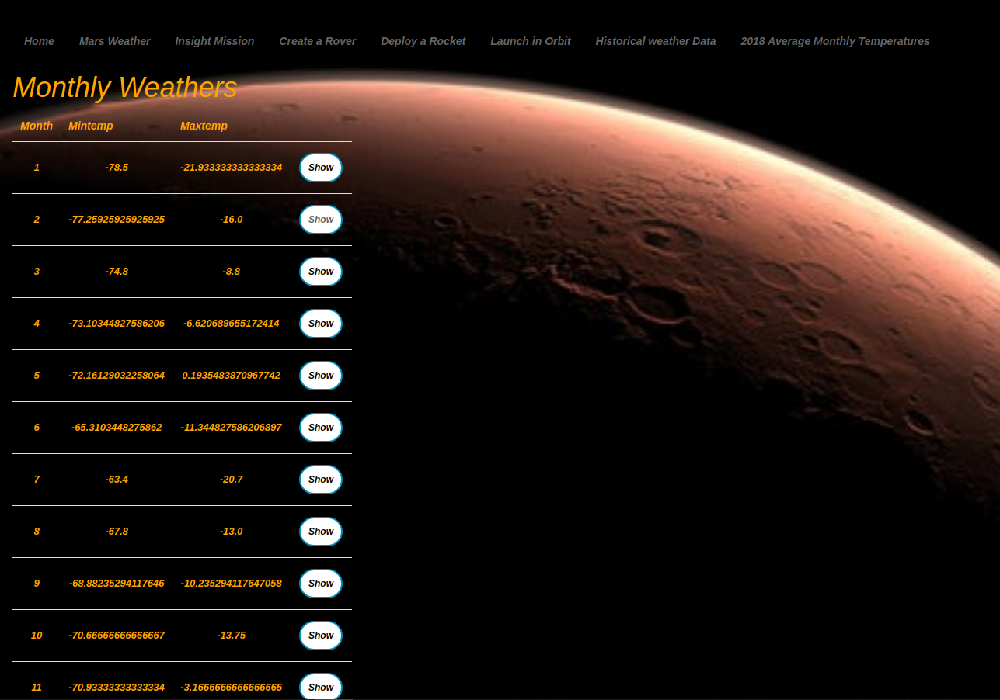 Home Mars Weather Insight Mission Create a Rover Deploy a Rocket Launch in Orbit Historical weather Data 2018 Average Monthly Temperatures
Monthly Weathers
Month Mintemp Maxtemp
1 -78.5 -21.933333333333334 Show
2 -77.25925925925925 -16.0 Show
3 -74.8 -8.8 Show
4 -73.10344827586206 -6.620689655172414 Show
5 -72.16129032258064 0.1935483870967742 Show
6 -65.3103448275862 -11.344827586206897 Show
7 -63.4 -20.7 Show
8 -67.8 -13.0 Show
9 -68.88235294117646 -10.235294117647058 Show
10 -70.66666666666667 -13.75 Show
11 -70.93333333333334 -3.1666666666666665 Show